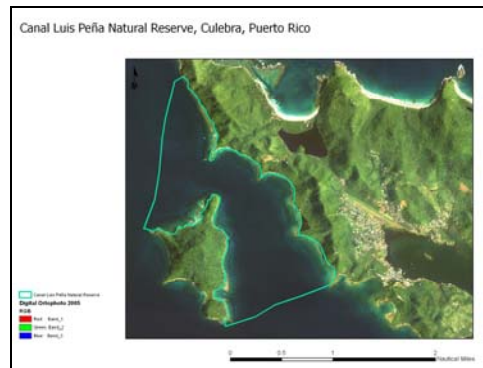 Canal Luis Peña Natural Reserve, Culebra, Puerto Rico
Canal Luis Peña Natural Reserve
Digital Ortophoto 2005
RGB
Red: Band_1
Green: Band_2
Blue: Band_3
0 0.5 1 2
Nautical Miles